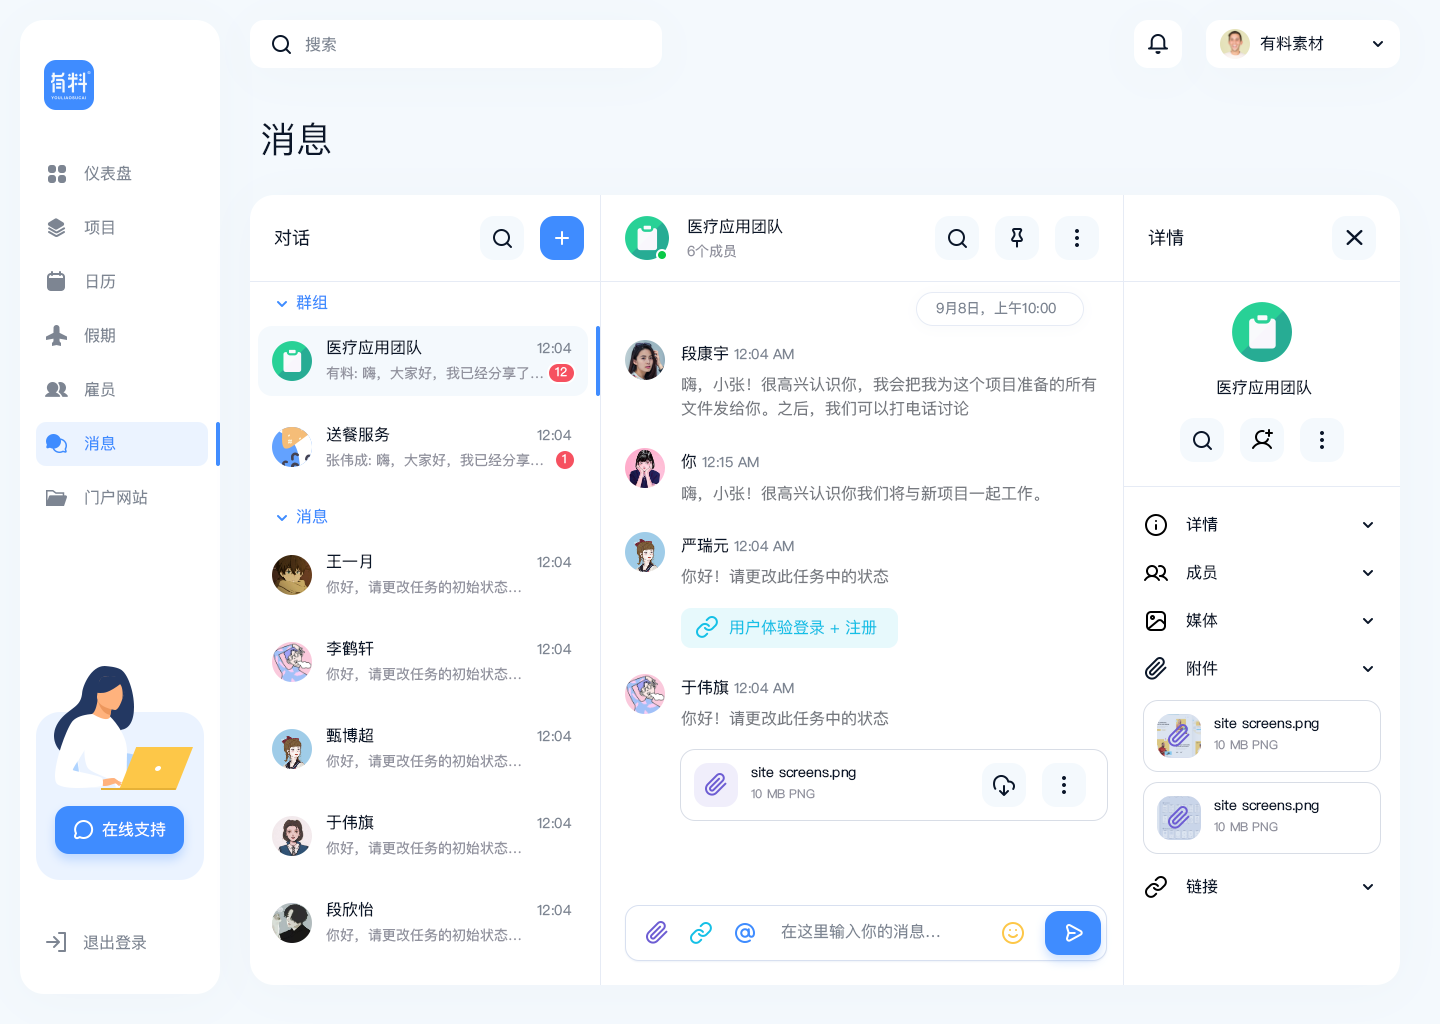 有料
YOULIAOSUCAI
搜索
有料素材
消息
仪表盘
项目
日历
假期
雇员
消息
门户网站
在线支持
退出登录
对话
群组
医疗应用团队
12:04
有料: 嗨，大家好，我已经分享了...
12
送餐服务
12:04
张伟成: 嗨，大家好，我已经分享...
1
消息
王一月
12:04
你好，请更改任务的初始状态...
李鹤轩
12:04
你好，请更改任务的初始状态...
甄博超
12:04
你好，请更改任务的初始状态...
于伟旗
12:04
你好，请更改任务的初始状态...
段欣怡
12:04
你好，请更改任务的初始状态...
医疗应用团队
6个成员
9月8日，上午10:00
段康宇 12:04 AM
嗨，小张！很高兴认识你，我会把我为这个项目准备的所有
文件发给你。之后，我们可以打电话讨论
你 12:15 AM
嗨，小张！很高兴认识你我们将与新项目一起工作。
严瑞元 12:04 AM
你好！请更改此任务中的状态
用户体验登录 + 注册
于伟旗 12:04 AM
你好！请更改此任务中的状态
site screens.png
10 MB PNG
在这里输入你的消息...
详情
医疗应用团队
详情
成员
媒体
附件
site screens.png
10 MB PNG
site screens.png
10 MB PNG
链接